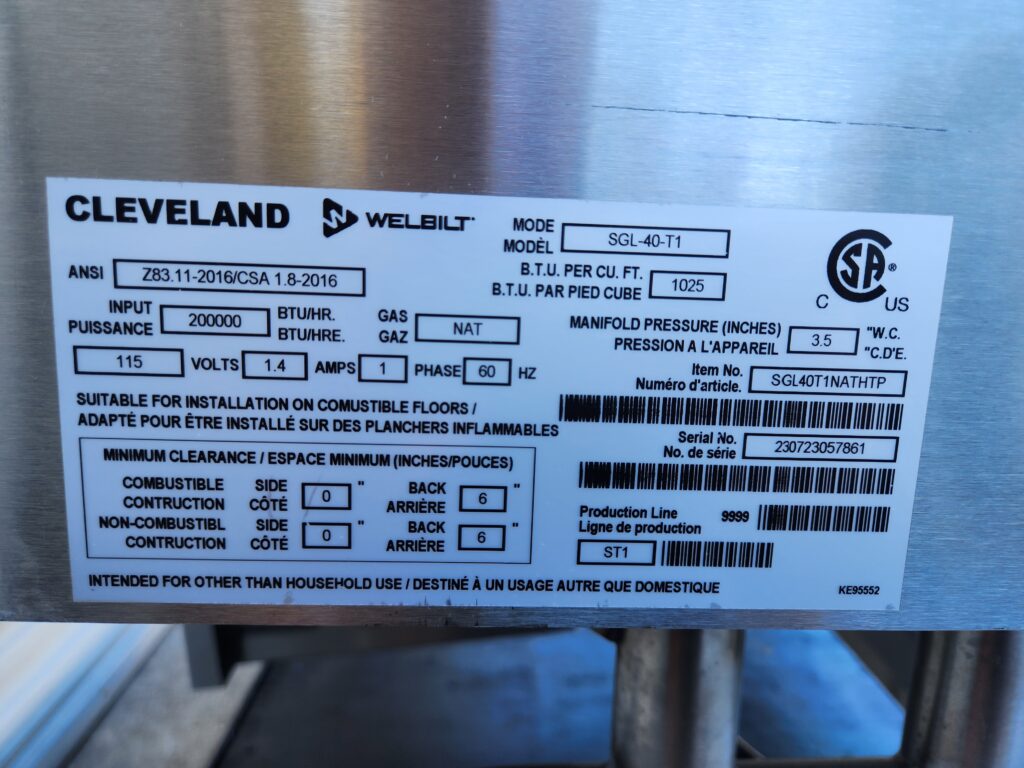 CLEVELAND WELBILT
MODE
MODÈL SGL-40-T1
CSA ®
C US
ANSI Z83.11-2016/CSA 1.8-2016
B.T.U. PER CU. FT.
B.T.U. PAR PIED CUBE 1025
INPUT
PUISSANCE 200000 BTU/HR.
BTU/HRE.
GAS
GAZ NAT
MANIFOLD PRESSURE (INCHES)
PRESSION A L'APPAREIL 3.5 "W.C.
"C.D'E.
115 VOLTS 1.4 AMPS 1 PHASE 60 HZ
Item No.
Numéro d'article. SGL40T1NATHTP
SUITABLE FOR INSTALLATION ON COMUSTIBLE FLOORS /
ADAPTÉ POUR ÊTRE INSTALLÉ SUR DES PLANCHERS INFLAMMABLES
Serial No.
No. de série 230723057861
MINIMUM CLEARANCE / ESPACE MINIMUM (INCHES/POUCES)
COMBUSTIBLE
CONTRUCTION SIDE
CÔTÉ 0 " BACK
ARRIÈRE 6 "
NON-COMBUSTIBL
CONTRUCTION SIDE
CÔTÉ 0 " BACK
ARRIÈRE 6 "
Production Line
Ligne de production 9999
ST1
INTENDED FOR OTHER THAN HOUSEHOLD USE / DESTINÉ À UN USAGE AUTRE QUE DOMESTIQUE
KE95552